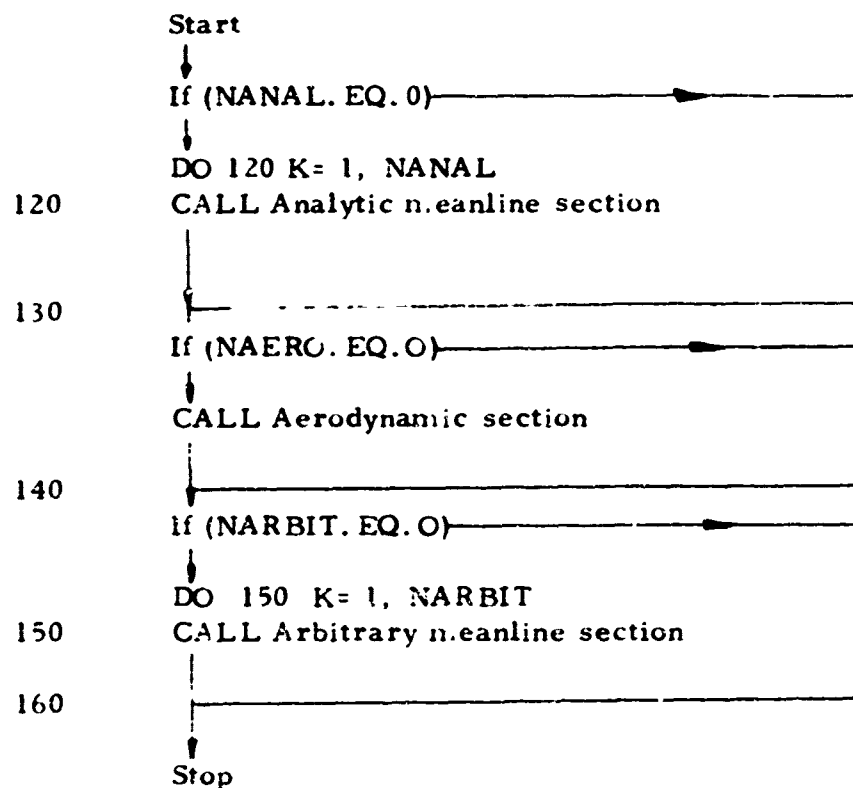 Start
If (NANAL. EQ. 0)
DO 120 K= 1, NANAL
120 CALL Analytic n.eanline section
130
If (NAERO. EQ. O)
CALL Aerodynamic section
140
If (NARBIT. EQ. O)
DO 150 K= 1, NARBIT
150 CALL Arbitrary n.eanline section
160
Stop